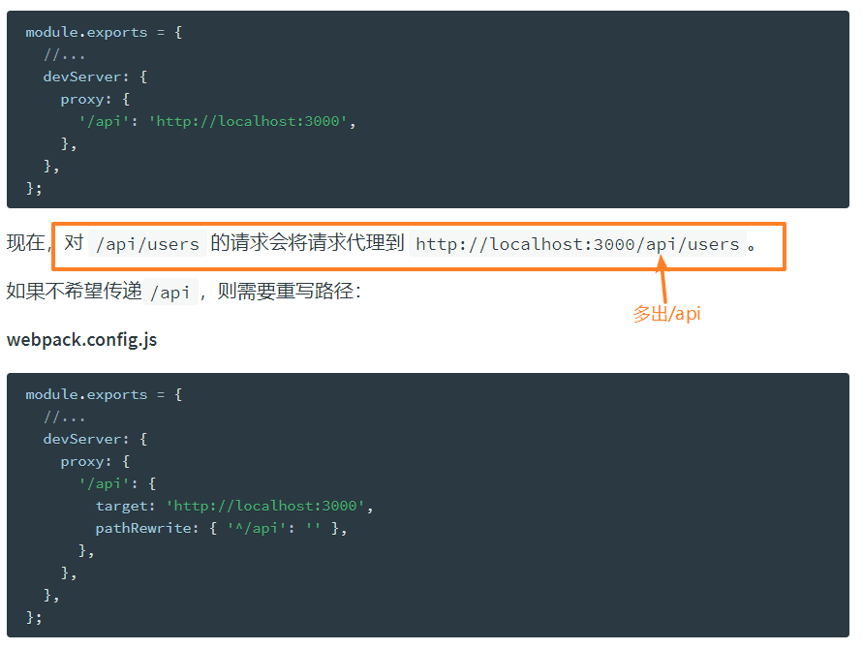 module.exports = {
  //...
  devServer: {
    proxy: {
      '/api': 'http://localhost:3000',
    },
  },
};
现在，对 /api/users 的请求会将请求代理到 http://localhost:3000/api/users 。
如果不希望传递 /api ，则需要重写路径：
多出/api
webpack.config.js
module.exports = {
  //...
  devServer: {
    proxy: {
      '/api': {
        target: 'http://localhost:3000',
        pathRewrite: { '^/api': '' },
      },
    },
  },
};